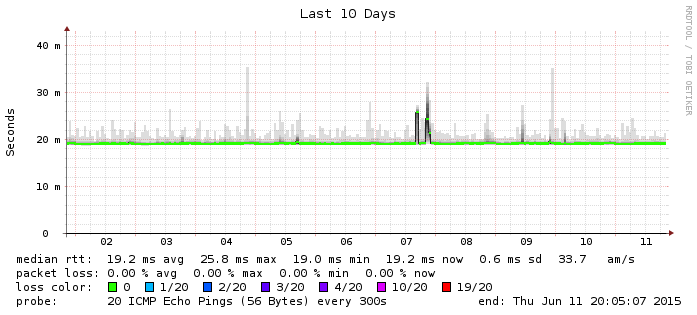 Last 10 Days
RRDTOOL / TOBI OETIKER
Seconds
40 m
30 m
20 m
10 m
0
02 03 04 05 06 07 08 09 10 11
median rtt: 19.2 ms avg 25.8 ms max 19.0 ms min 19.2 ms now 0.6 ms sd 33.7 am/s
packet loss: 0.00 % avg 0.00 % max 0.00 % min 0.00 % now
loss color: 0 1/20 2/20 3/20 4/20 10/20 19/20
probe: 20 ICMP Echo Pings (56 Bytes) every 300s end: Thu Jun 11 20:05:07 2015